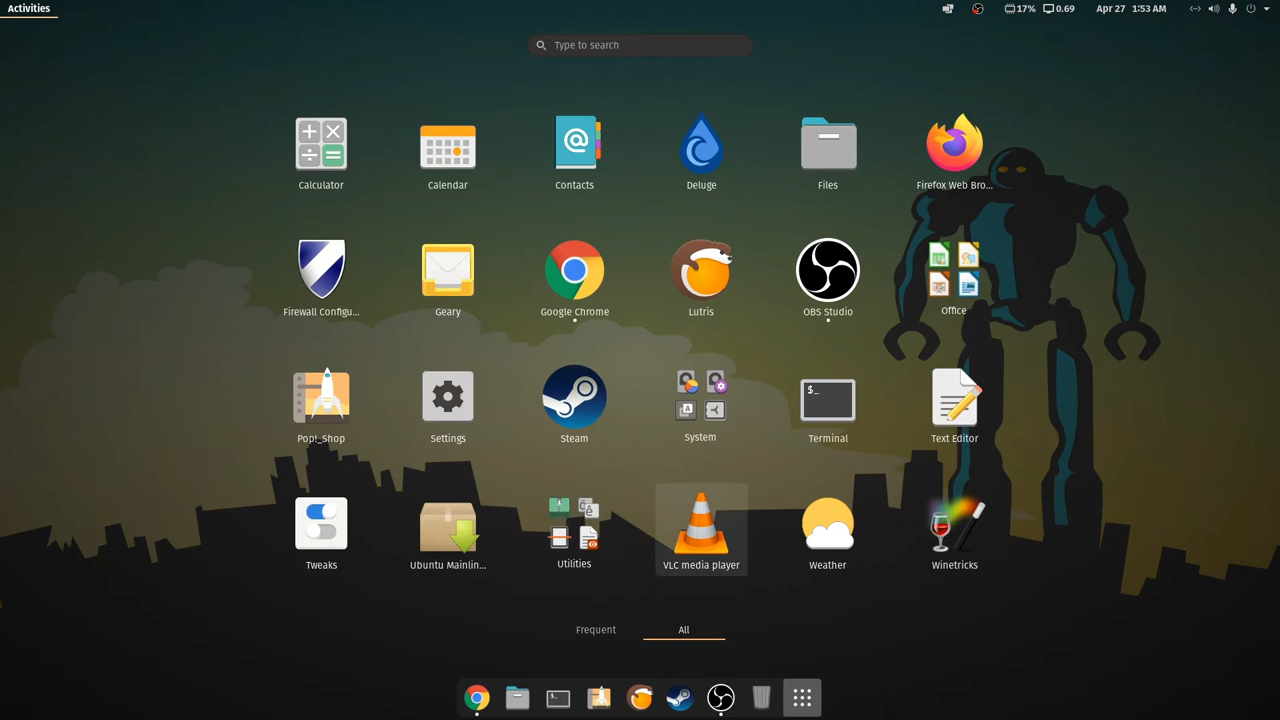 Activities
17% 0.69 Apr 27 1:53 AM
Type to search
Calculator Calendar Contacts Deluge Files Firefox Web Bro...
Firewall Configu... Geary Google Chrome Lutris OBS Studio Office
Pop!_Shop Settings Steam System Terminal Text Editor
$_
Tweaks Ubuntu Mainlin... Utilities VLC media player Weather Winetricks
Frequent All